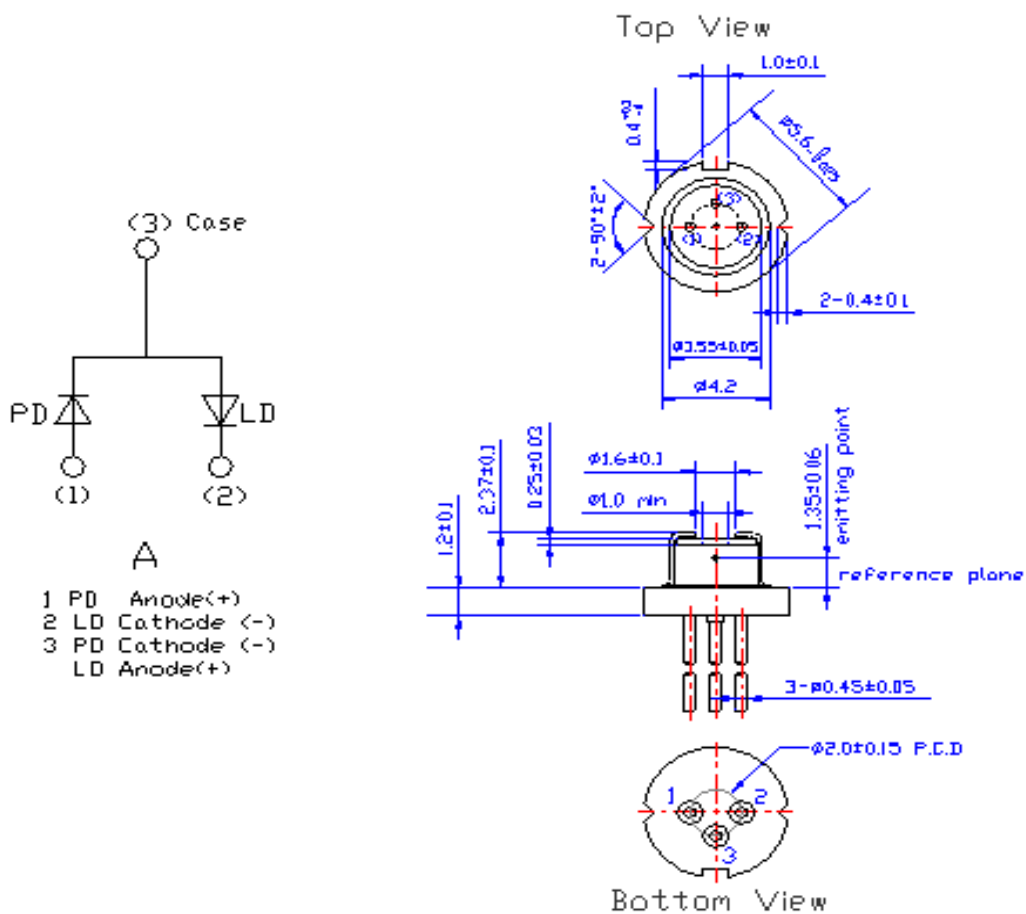 Top View
1.0±0.1
0.4
ø5.6
2-90°±2°
(3)
(1)
(2)
2-0.4±01
ø3.55±0.05
ø4.2
(3) Case
PD
LD
(1)
(2)
A
1 PD Anode(+)
2 LD Cathode (-)
3 PD Cathode (-)
LD Anode(+)
1.2±0.1
2.37±0.1
0.25±0.03
ø1.6±0.1
ø1.0 min
1.35±0.06
emitting point
reference plane
3-ø0.45±0.05
ø2.0±0.15 P.C.D
1
2
3
Bottom View